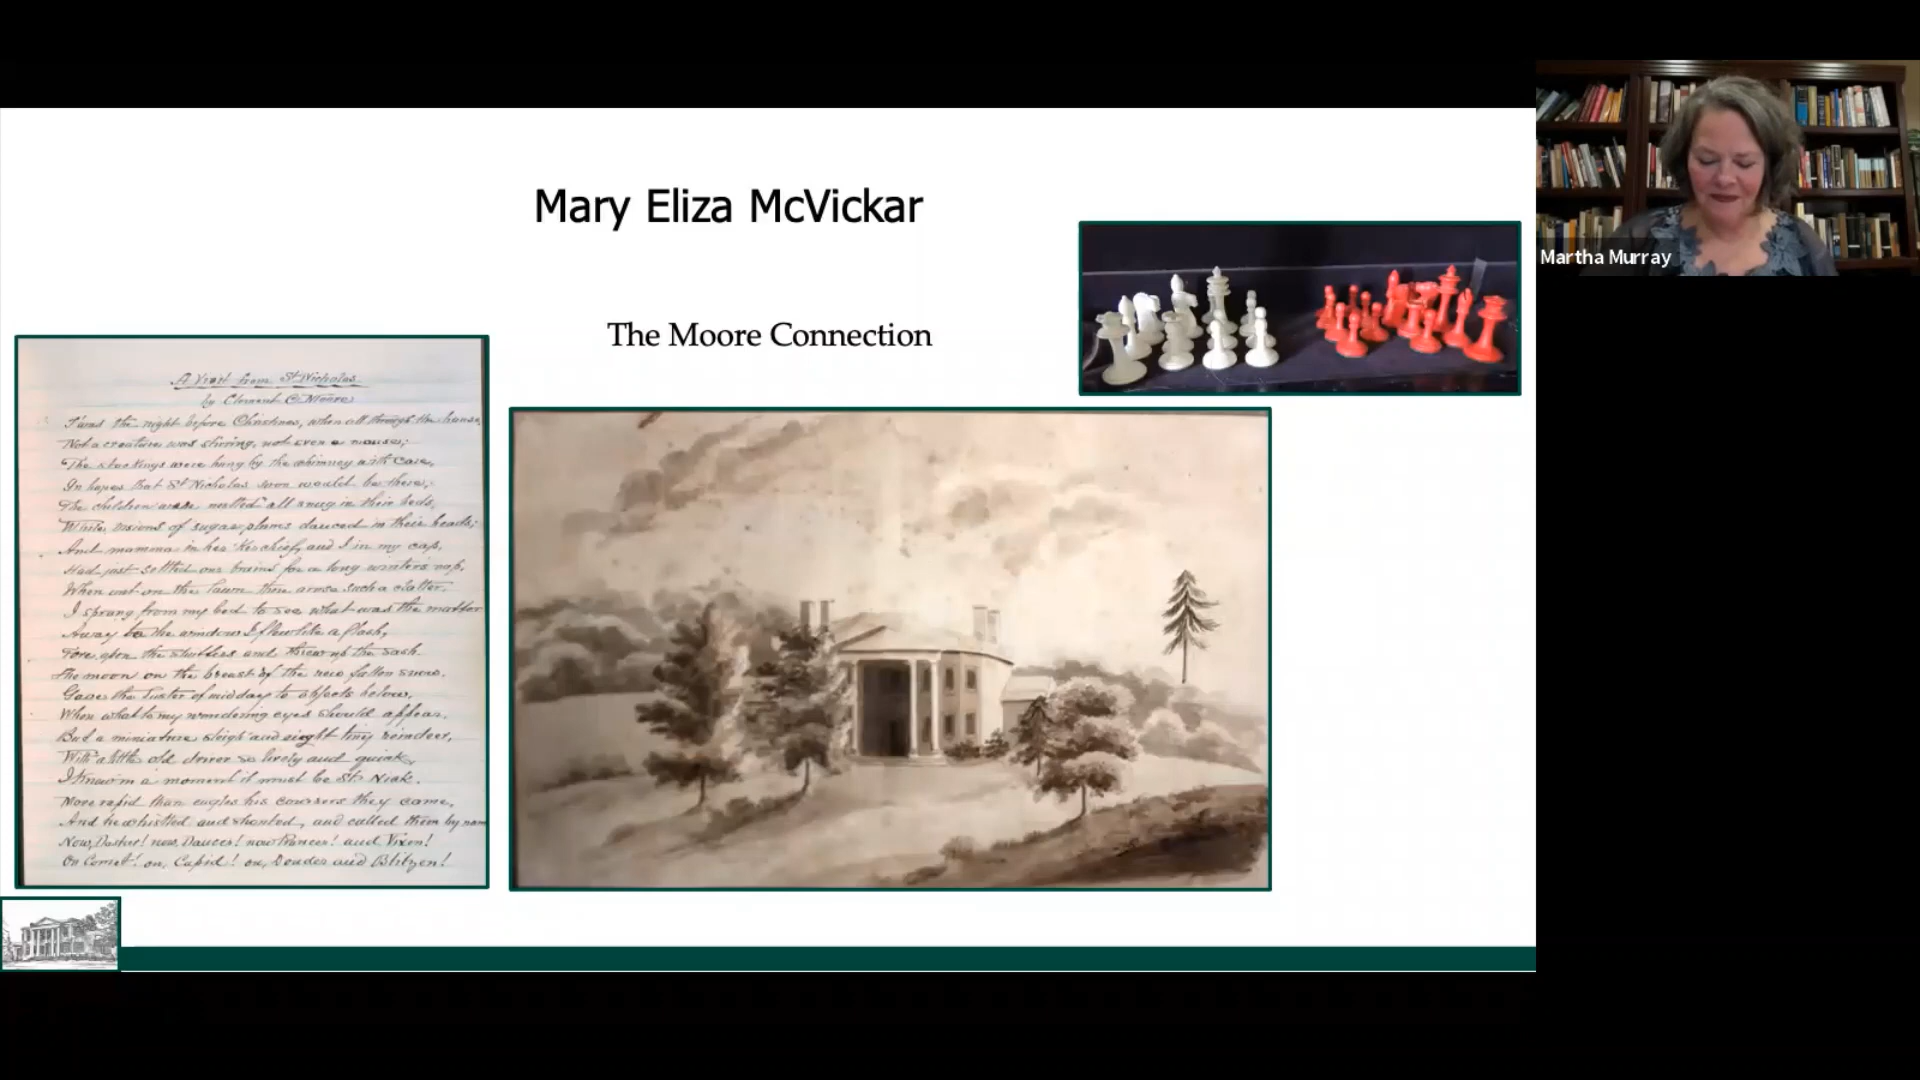 Mary Eliza McVickar
The Moore Connection
Martha Murray
A Visit from St Nicholas
by Clement C. Moore
'Twas the night before Christmas, when all through the house,
Not a creature was stirring, not even a mouse;
The stockings were hung by the chimney with care,
In hopes that St Nicholas soon would be there;
The children were nestled all snug in their beds,
While visions of sugar plums danced in their heads;
And mamma in her 'kerchief, and I in my cap,
Had just settled our brains for a long winter's nap,
When out on the lawn there arose such a clatter,
I sprang from my bed to see what was the matter
Away to the window I flew like a flash,
Tore open the shutters and threw up the sash.
The moon on the breast of the new fallen snow,
Gave the luster of midday to objects below,
When what to my wondering eyes should appear,
But a miniature sleigh and eight tiny reindeer,
With a little old driver so lively and quick,
I knew in a moment it must be St. Nick.
More rapid than eagles his coursers they came,
And he whistled and shouted, and called them by nam
Now, Dasher! now, Dancer! now Prancer! and Vixen!
On Comet! on, Cupid! on, Donder and Blitzen!